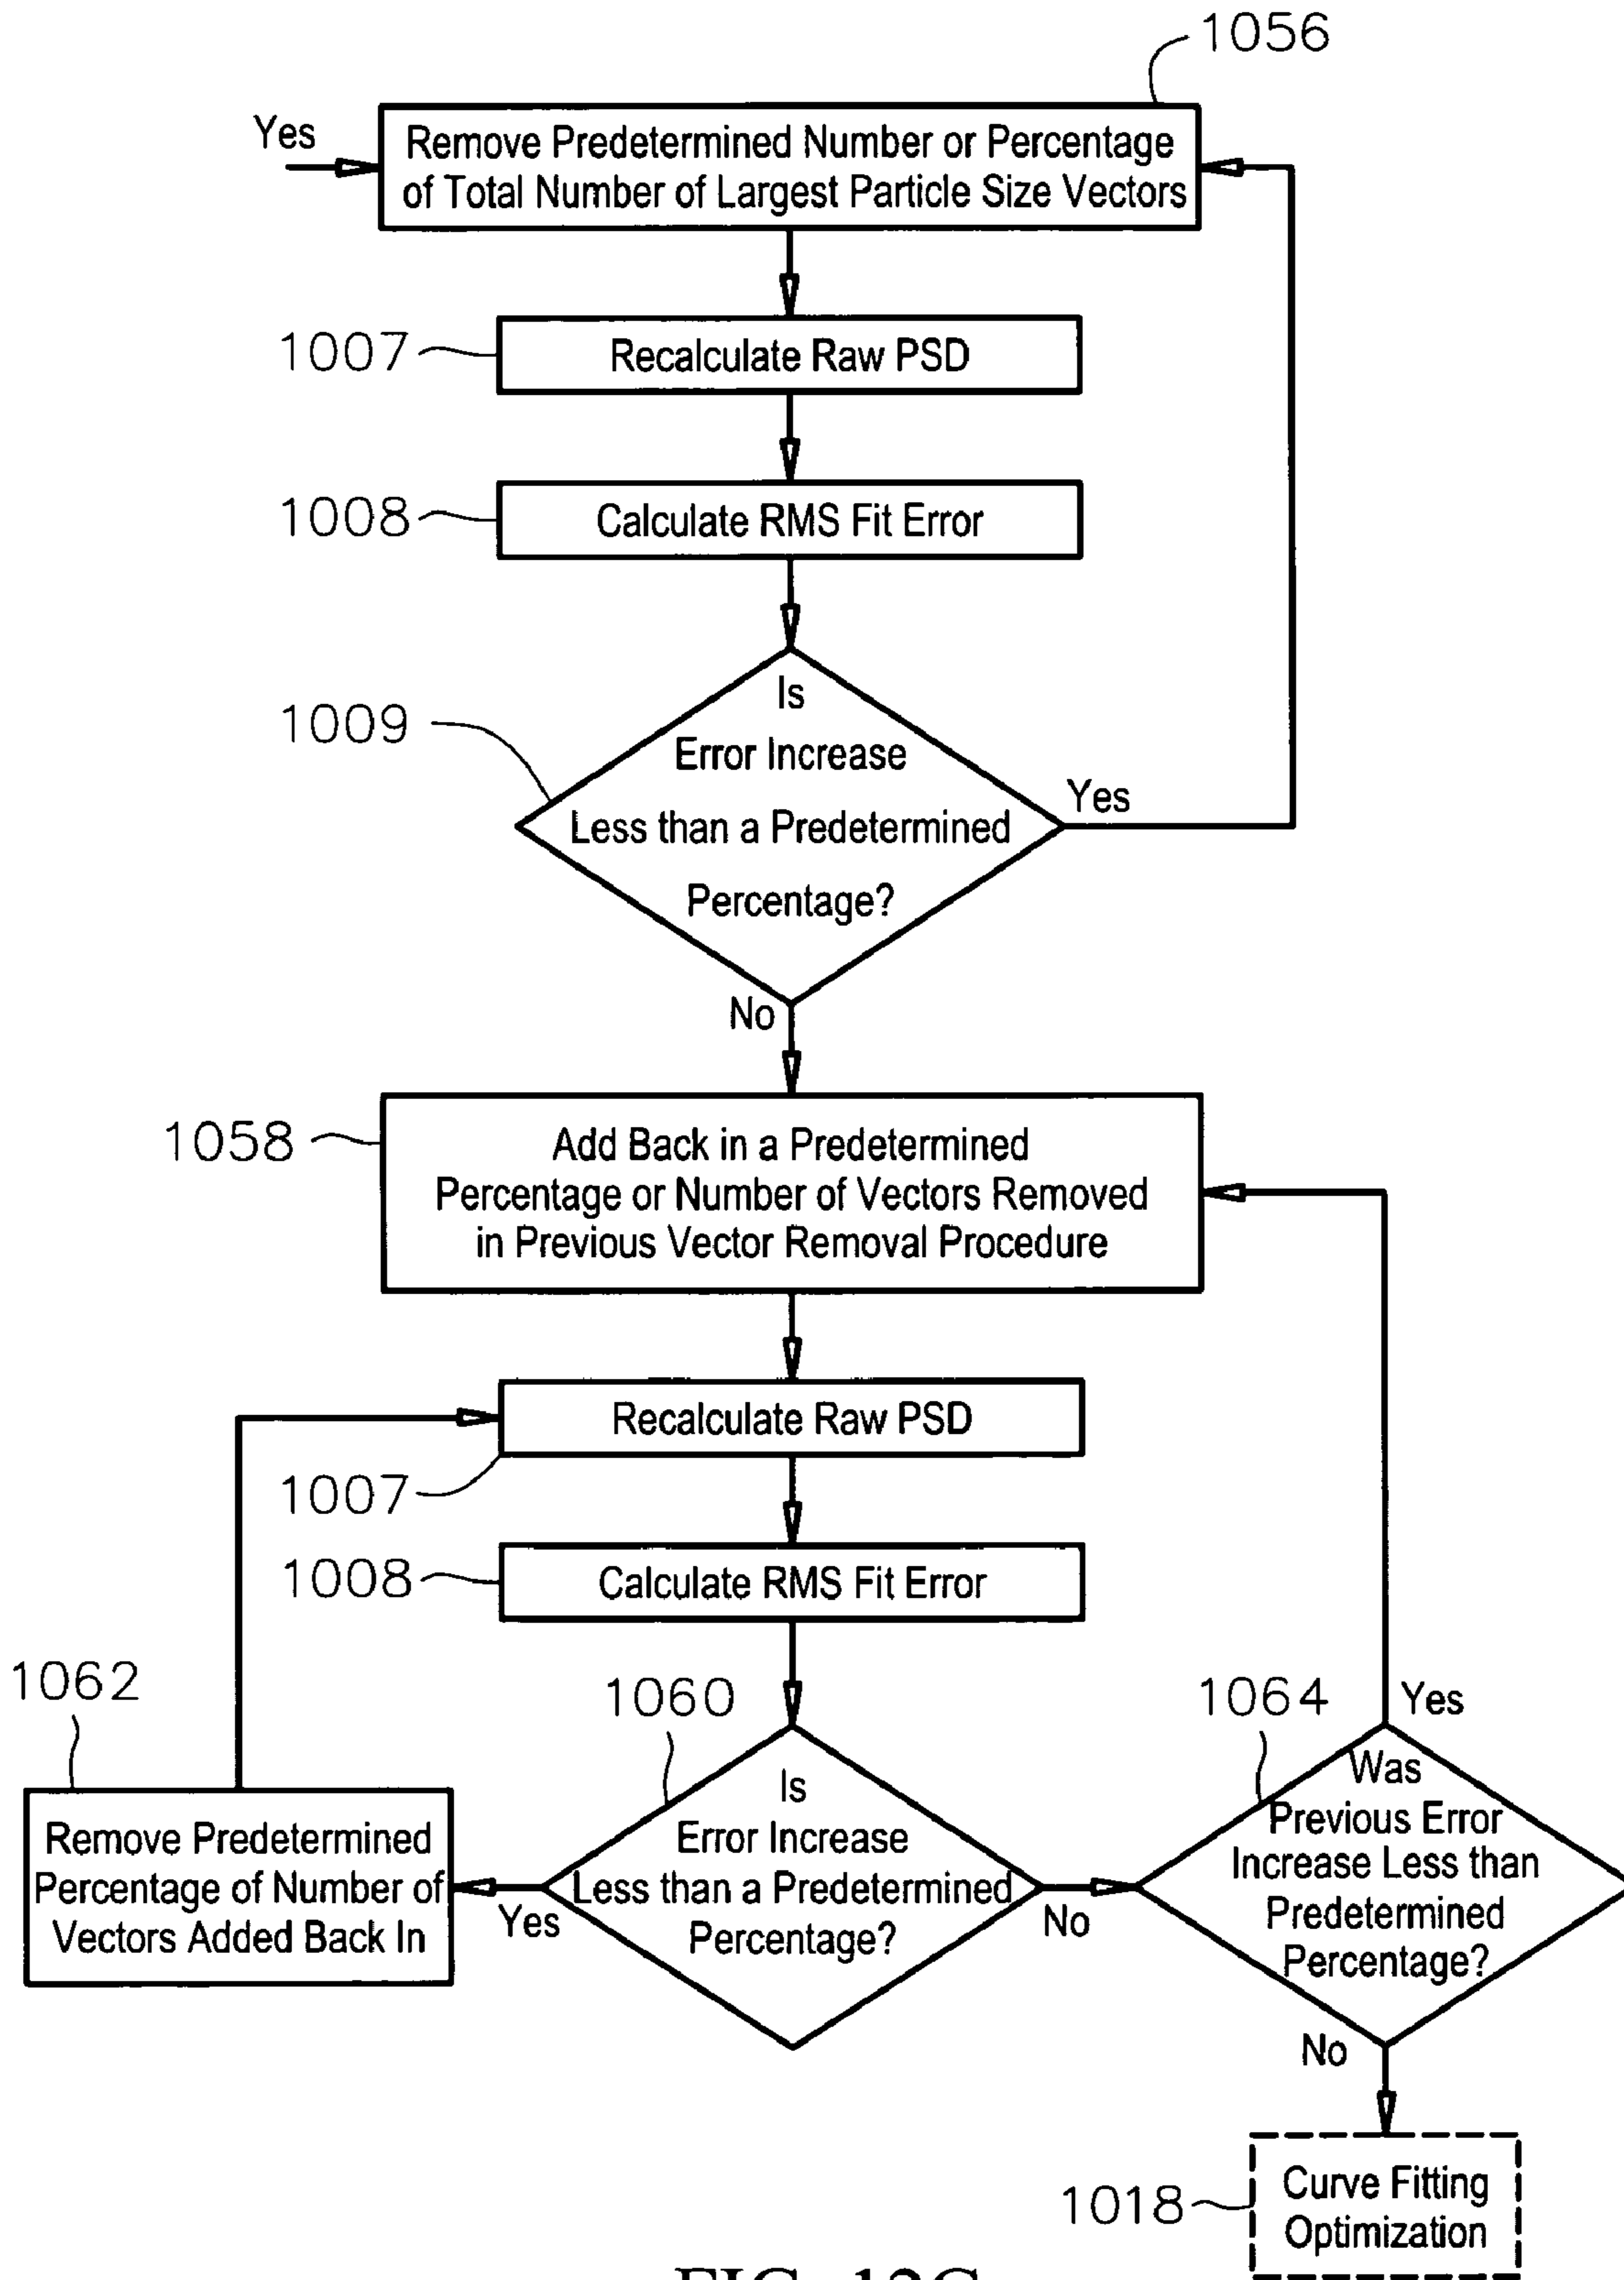 1056
Yes
Remove Predetermined Number or Percentage
of Total Number of Largest Particle Size Vectors
1007
Recalculate Raw PSD
1008
Calculate RMS Fit Error
1009
Is
Error Increase
Less than a Predetermined
Percentage?
Yes
No
1058
Add Back in a Predetermined
Percentage or Number of Vectors Removed
in Previous Vector Removal Procedure
Recalculate Raw PSD
1007
1008
Calculate RMS Fit Error
1062
Remove Predetermined
Percentage of Number of
Vectors Added Back In
1060
Is
Error Increase
Less than a Predetermined
Percentage?
Yes
No
1064
Yes
Was
Previous Error
Increase Less than
Predetermined
Percentage?
No
1018
Curve Fitting
Optimization